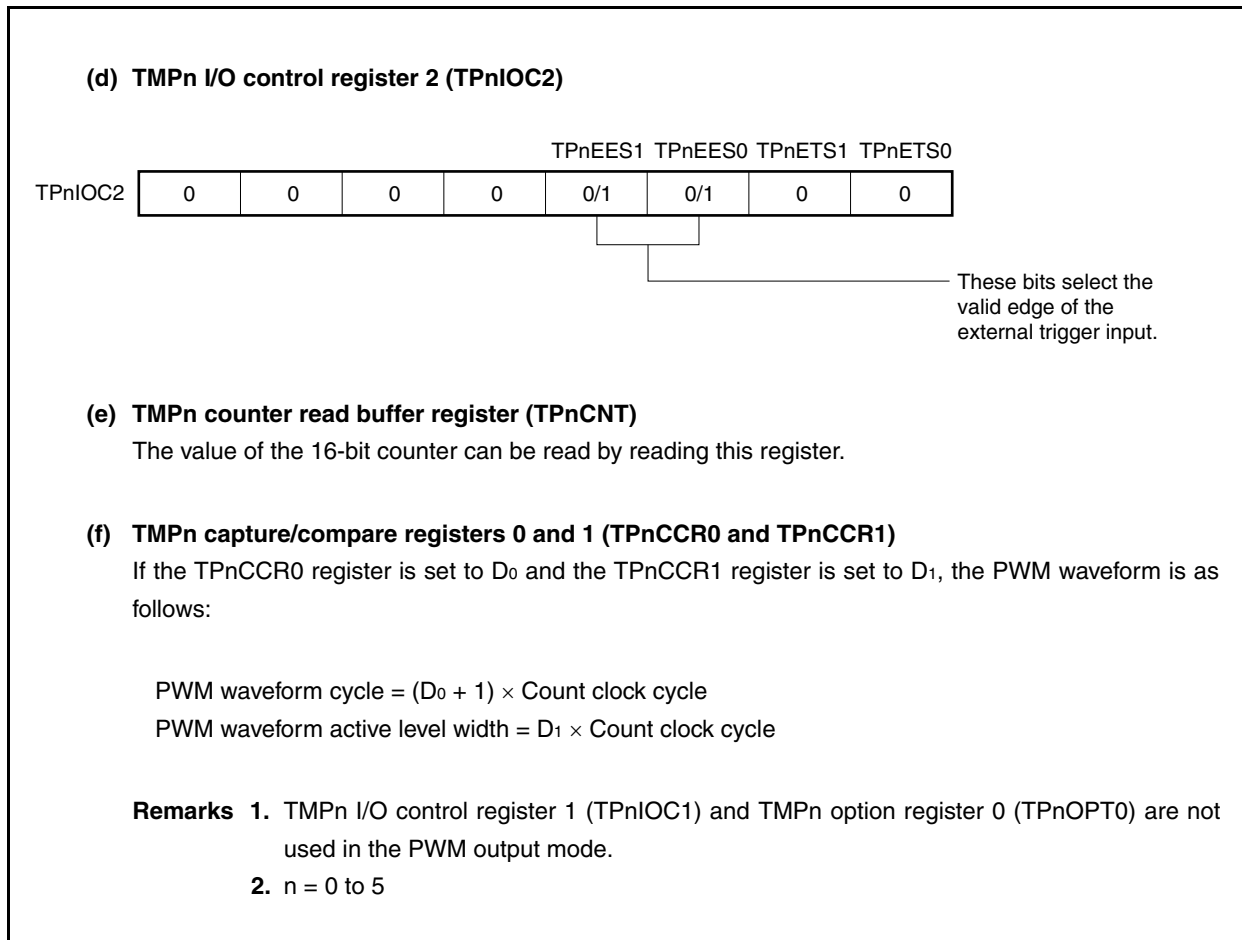 (d) TMPn I/O control register 2 (TPnIOC2)
TPnEES1 TPnEES0 TPnETS1 TPnETS0
TPnIOC2 0 0 0 0 0/1 0/1 0 0
These bits select the
valid edge of the
external trigger input.
(e) TMPn counter read buffer register (TPnCNT)
The value of the 16-bit counter can be read by reading this register.
(f) TMPn capture/compare registers 0 and 1 (TPnCCR0 and TPnCCR1)
If the TPnCCR0 register is set to D0 and the TPnCCR1 register is set to D1, the PWM waveform is as
follows:
PWM waveform cycle = (D0 + 1) × Count clock cycle
PWM waveform active level width = D1 × Count clock cycle
Remarks 1. TMPn I/O control register 1 (TPnIOC1) and TMPn option register 0 (TPnOPT0) are not
used in the PWM output mode.
2. n = 0 to 5